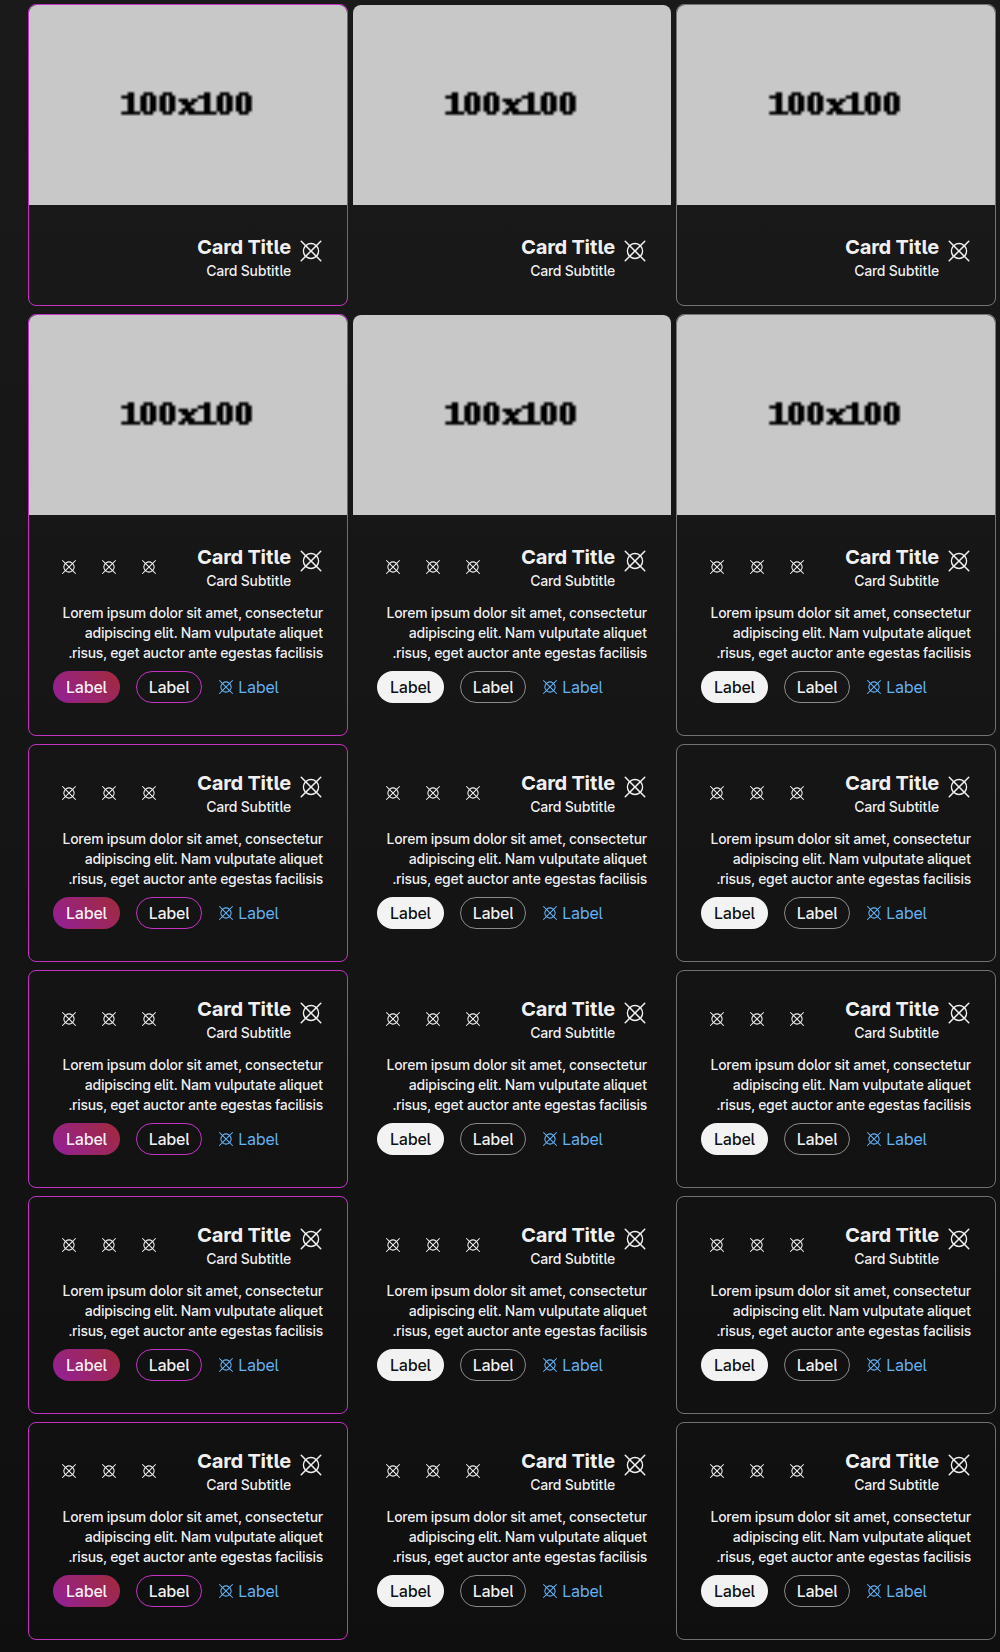 100x100
100x100
100x100
Card Title
Card Subtitle
Card Title
Card Subtitle
Card Title
Card Subtitle
100x100
100x100
100x100
Card Title
Card Subtitle
Lorem ipsum dolor sit amet, consectetur
adipiscing elit. Nam vulputate aliquet
.risus, eget auctor ante egestas facilisis
Label
Label
Label
Card Title
Card Subtitle
Lorem ipsum dolor sit amet, consectetur
adipiscing elit. Nam vulputate aliquet
.risus, eget auctor ante egestas facilisis
Label
Label
Label
Card Title
Card Subtitle
Lorem ipsum dolor sit amet, consectetur
adipiscing elit. Nam vulputate aliquet
.risus, eget auctor ante egestas facilisis
Label
Label
Label
Card Title
Card Subtitle
Lorem ipsum dolor sit amet, consectetur
adipiscing elit. Nam vulputate aliquet
.risus, eget auctor ante egestas facilisis
Label
Label
Label
Card Title
Card Subtitle
Lorem ipsum dolor sit amet, consectetur
adipiscing elit. Nam vulputate aliquet
.risus, eget auctor ante egestas facilisis
Label
Label
Label
Card Title
Card Subtitle
Lorem ipsum dolor sit amet, consectetur
adipiscing elit. Nam vulputate aliquet
.risus, eget auctor ante egestas facilisis
Label
Label
Label
Card Title
Card Subtitle
Lorem ipsum dolor sit amet, consectetur
adipiscing elit. Nam vulputate aliquet
.risus, eget auctor ante egestas facilisis
Label
Label
Label
Card Title
Card Subtitle
Lorem ipsum dolor sit amet, consectetur
adipiscing elit. Nam vulputate aliquet
.risus, eget auctor ante egestas facilisis
Label
Label
Label
Card Title
Card Subtitle
Lorem ipsum dolor sit amet, consectetur
adipiscing elit. Nam vulputate aliquet
.risus, eget auctor ante egestas facilisis
Label
Label
Label
Card Title
Card Subtitle
Lorem ipsum dolor sit amet, consectetur
adipiscing elit. Nam vulputate aliquet
.risus, eget auctor ante egestas facilisis
Label
Label
Label
Card Title
Card Subtitle
Lorem ipsum dolor sit amet, consectetur
adipiscing elit. Nam vulputate aliquet
.risus, eget auctor ante egestas facilisis
Label
Label
Label
Card Title
Card Subtitle
Lorem ipsum dolor sit amet, consectetur
adipiscing elit. Nam vulputate aliquet
.risus, eget auctor ante egestas facilisis
Label
Label
Label
Card Title
Card Subtitle
Lorem ipsum dolor sit amet, consectetur
adipiscing elit. Nam vulputate aliquet
.risus, eget auctor ante egestas facilisis
Label
Label
Label
Card Title
Card Subtitle
Lorem ipsum dolor sit amet, consectetur
adipiscing elit. Nam vulputate aliquet
.risus, eget auctor ante egestas facilisis
Label
Label
Label
Card Title
Card Subtitle
Lorem ipsum dolor sit amet, consectetur
adipiscing elit. Nam vulputate aliquet
.risus, eget auctor ante egestas facilisis
Label
Label
Label